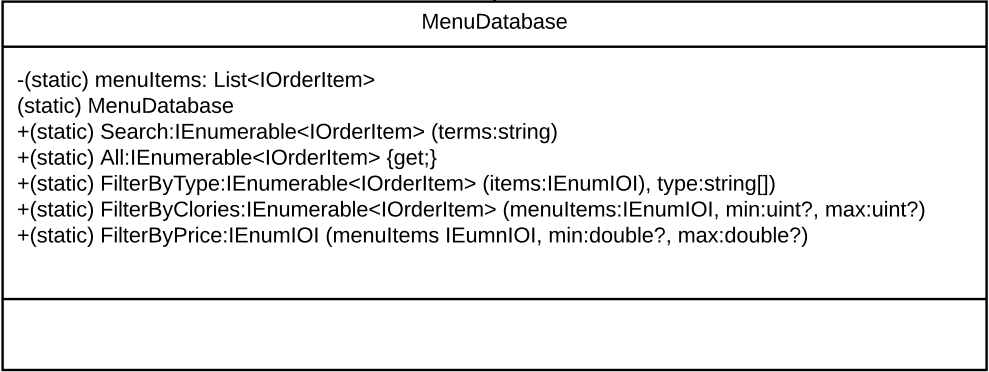 MenuDatabase
-(static) menuItems: List<IOrderItem>
(static) MenuDatabase
+(static) Search:IEnumerable<IOrderItem> (terms:string)
+(static) All:IEnumerable<IOrderItem> {get;}
+(static) FilterByType:IEnumerable<IOrderItem> (items:IEnumIOI), type:string[])
+(static) FilterByClories:IEnumerable<IOrderItem> (menuItems:IEnumIOI, min:uint?, max:uint?)
+(static) FilterByPrice:IEnumIOI (menuItems IEumnIOI, min:double?, max:double?)